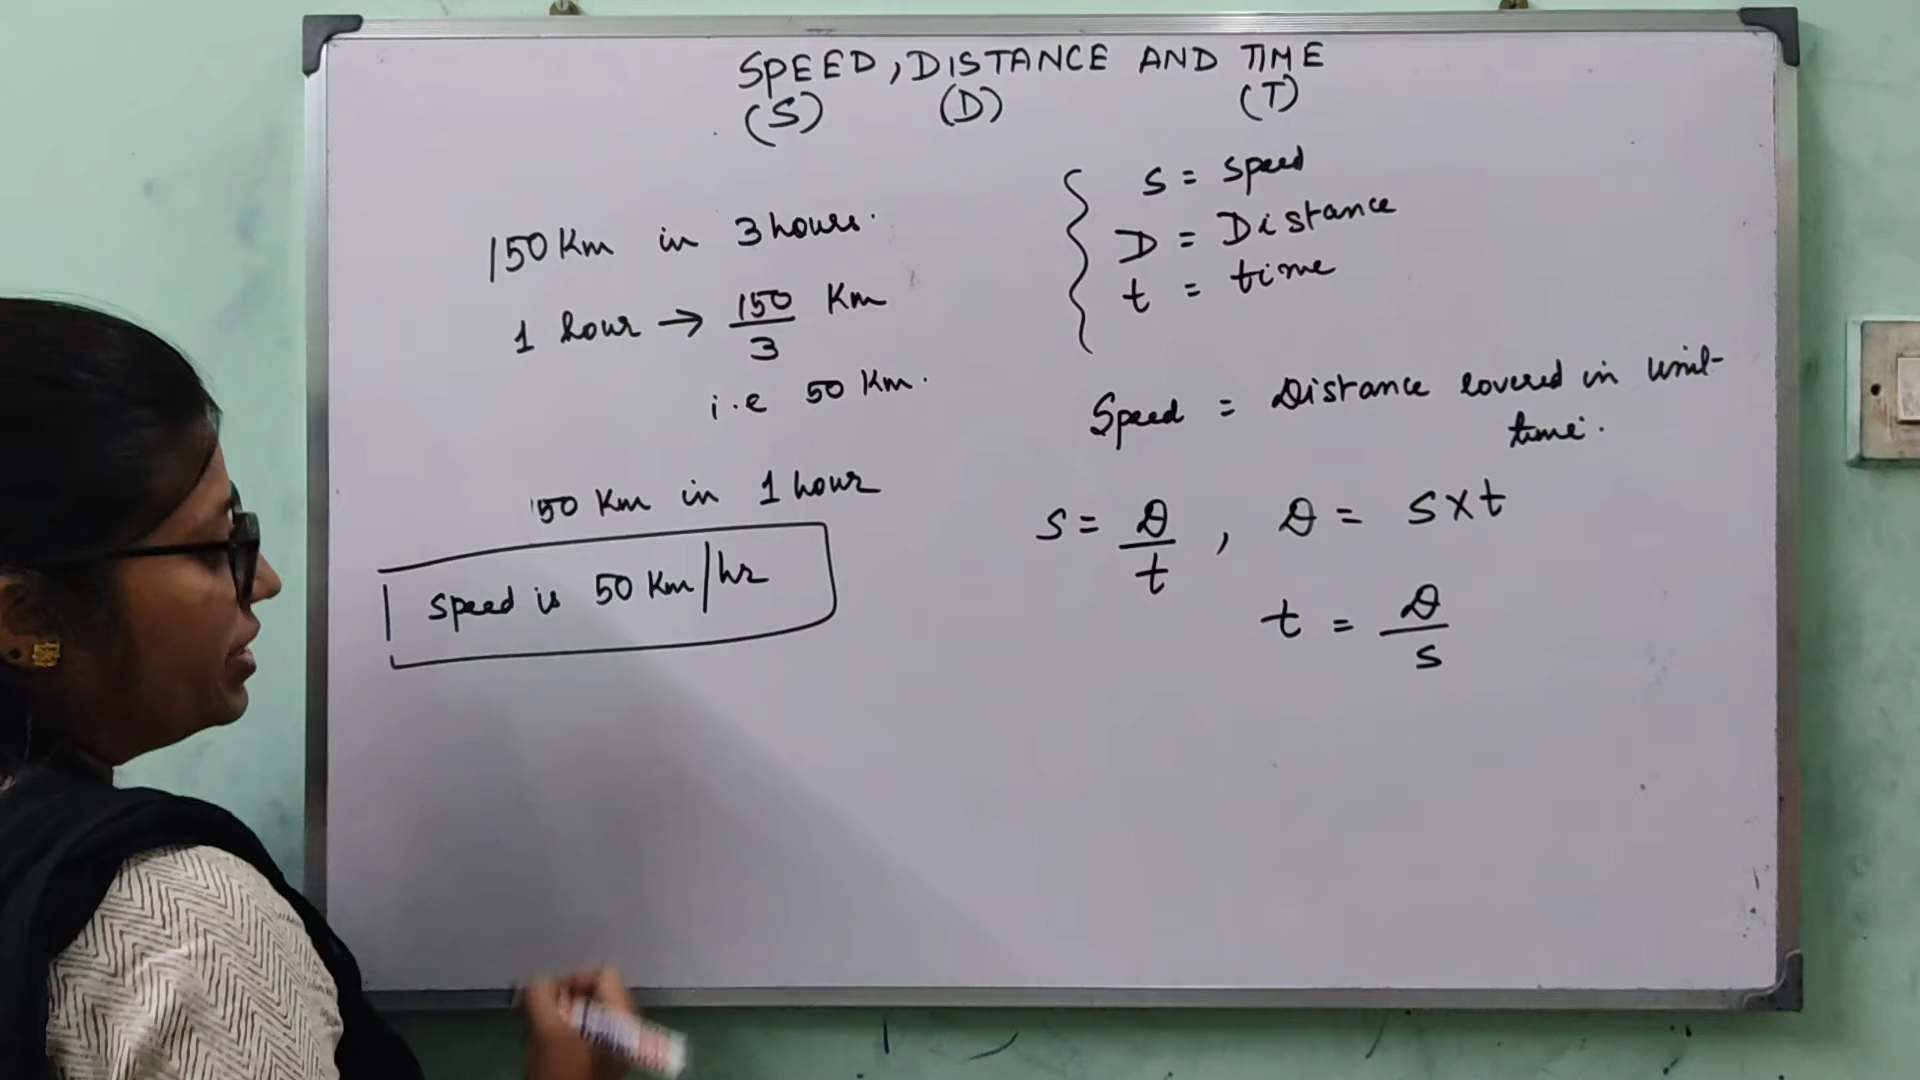 SPEED, DISTANCE AND TIME
(S) (D) (T)
150 Km in 3 hours.
1 hour → 150/3 Km
i.e 50 Km.
50 Km in 1 hour
Speed is 50 Km/hr
S = Speed
D = Distance
t = time
Speed = Distance covered in unit
time.
S = D/t , D = S x t
t = D/S